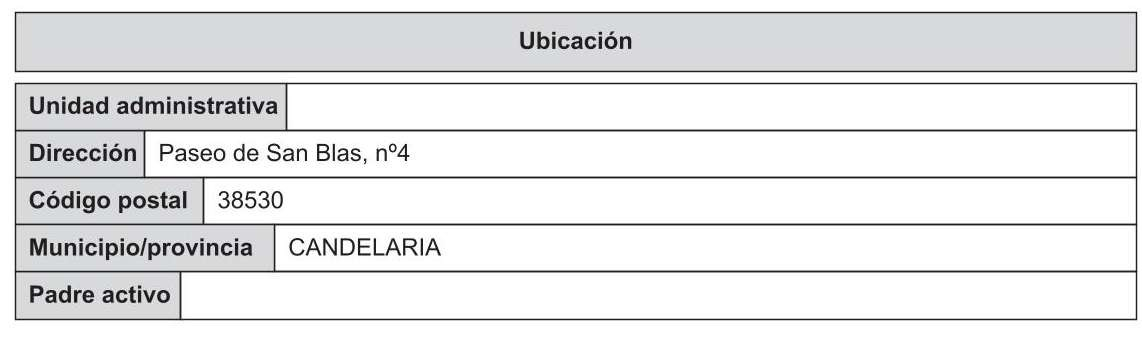 Ubicación
Unidad administrativa
Dirección Paseo de San Blas, nº4
Código postal 38530
Municipio/provincia CANDELARIA
Padre activo